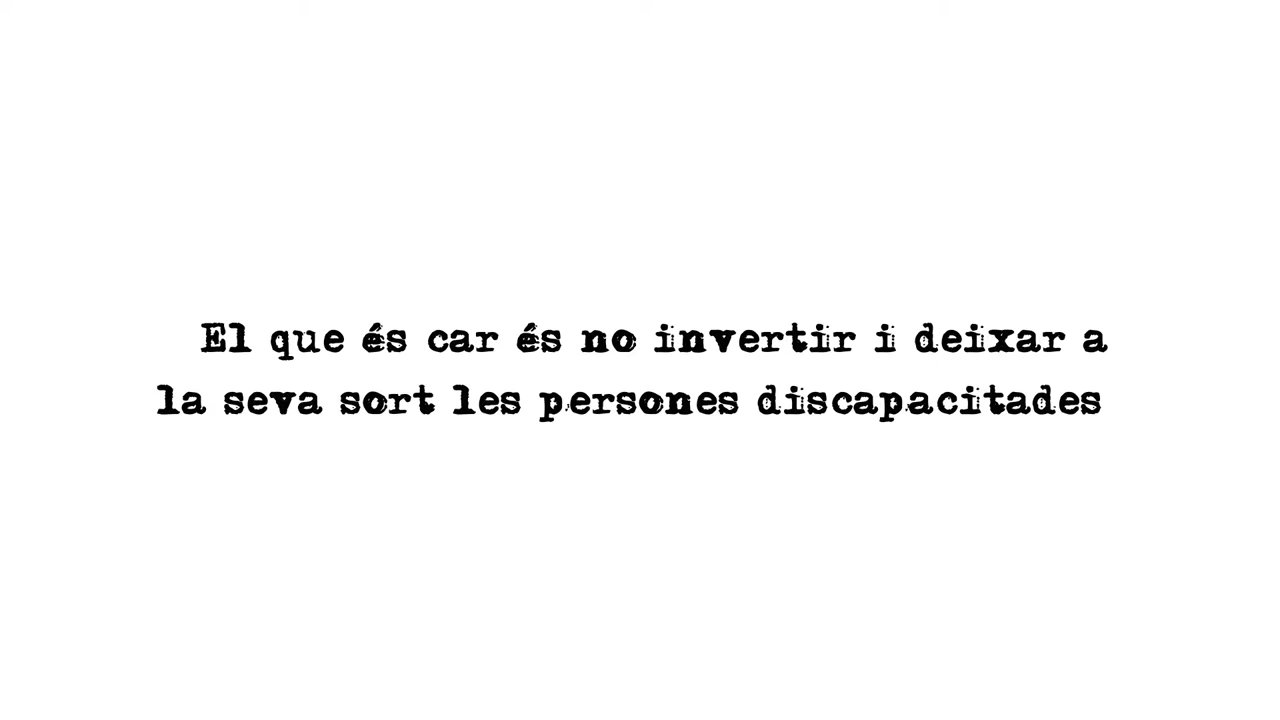 El que és car és no invertir i deixar a
la seva sort les persones discapacitades